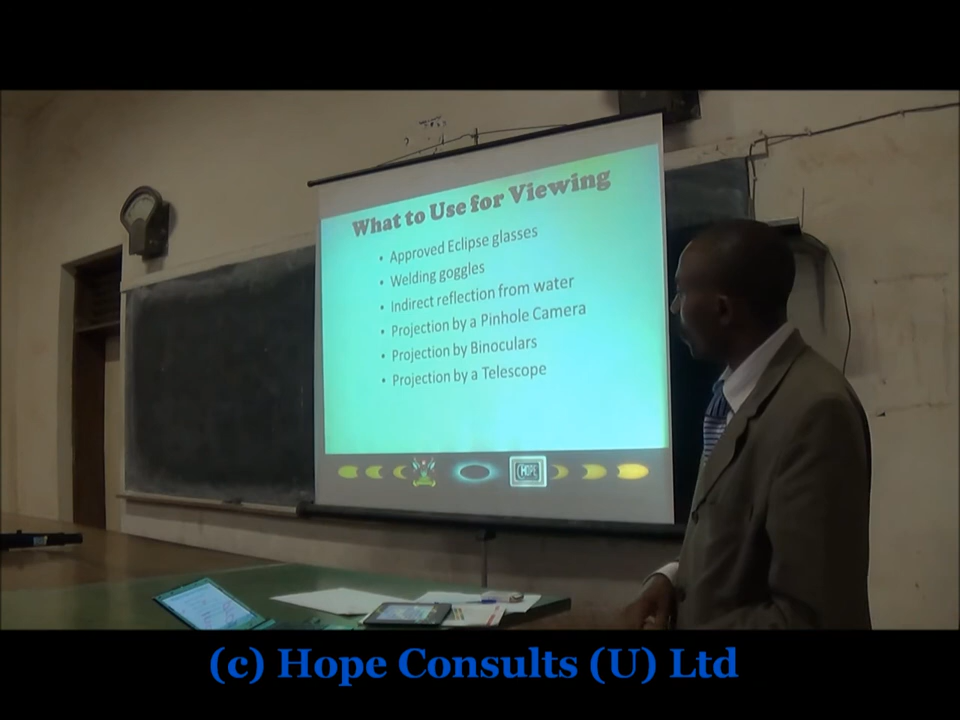 What to Use for Viewing
• Approved Eclipse glasses
• Welding goggles
• Indirect reflection from water
• Projection by a Pinhole Camera
• Projection by Binoculars
• Projection by a Telescope
HOPE
(c) Hope Consults (U) Ltd